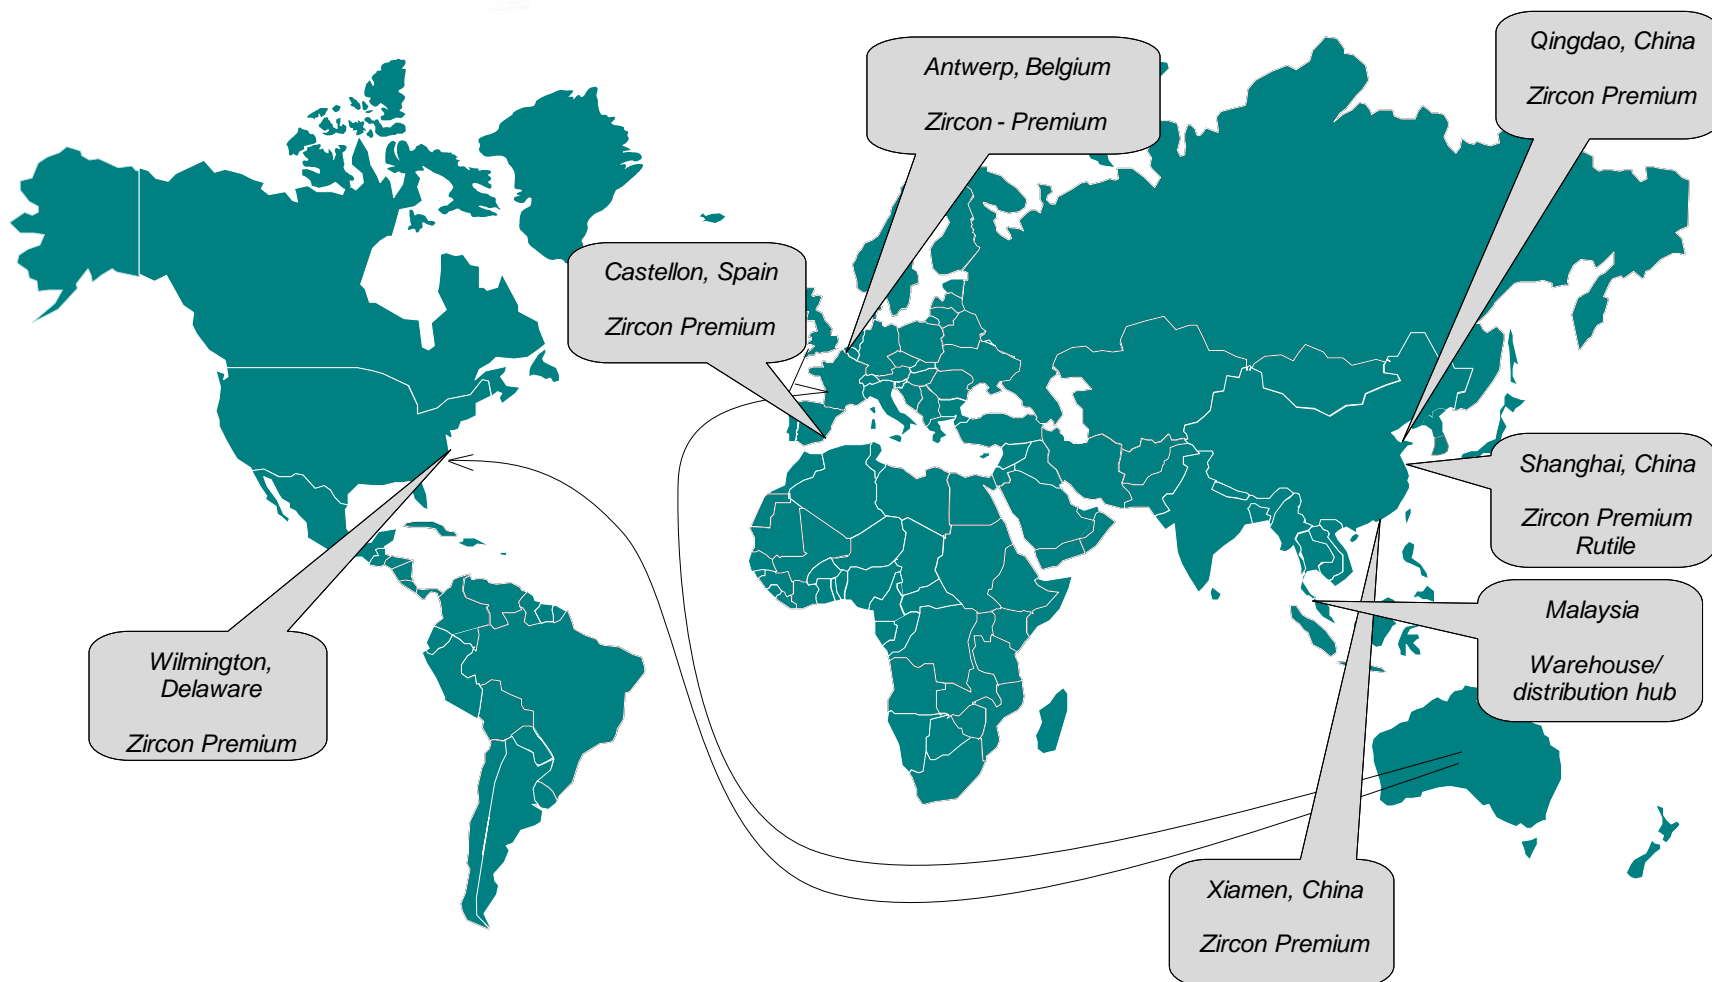 Antwerp, Belgium
Zircon - Premium
Qingdao, China
Zircon Premium
Castellon, Spain
Zircon Premium
Shanghai, China
Zircon Premium
Rutile
Malaysia
Warehouse/
distribution hub
Wilmington,
Delaware
Zircon Premium
Xiamen, China
Zircon Premium